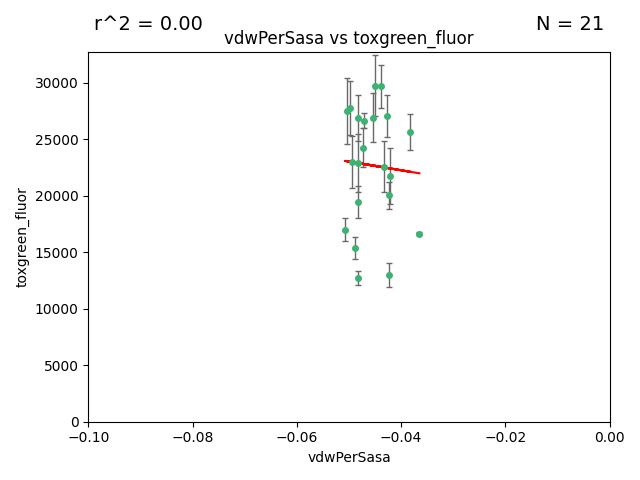 r^2 = 0.00
N = 21
vdwPerSasa vs toxgreen_fluor
30000
25000
20000
15000
10000
5000
0
toxgreen_fluor
−0.10
−0.08
−0.06
−0.04
−0.02
0.00
vdwPerSasa